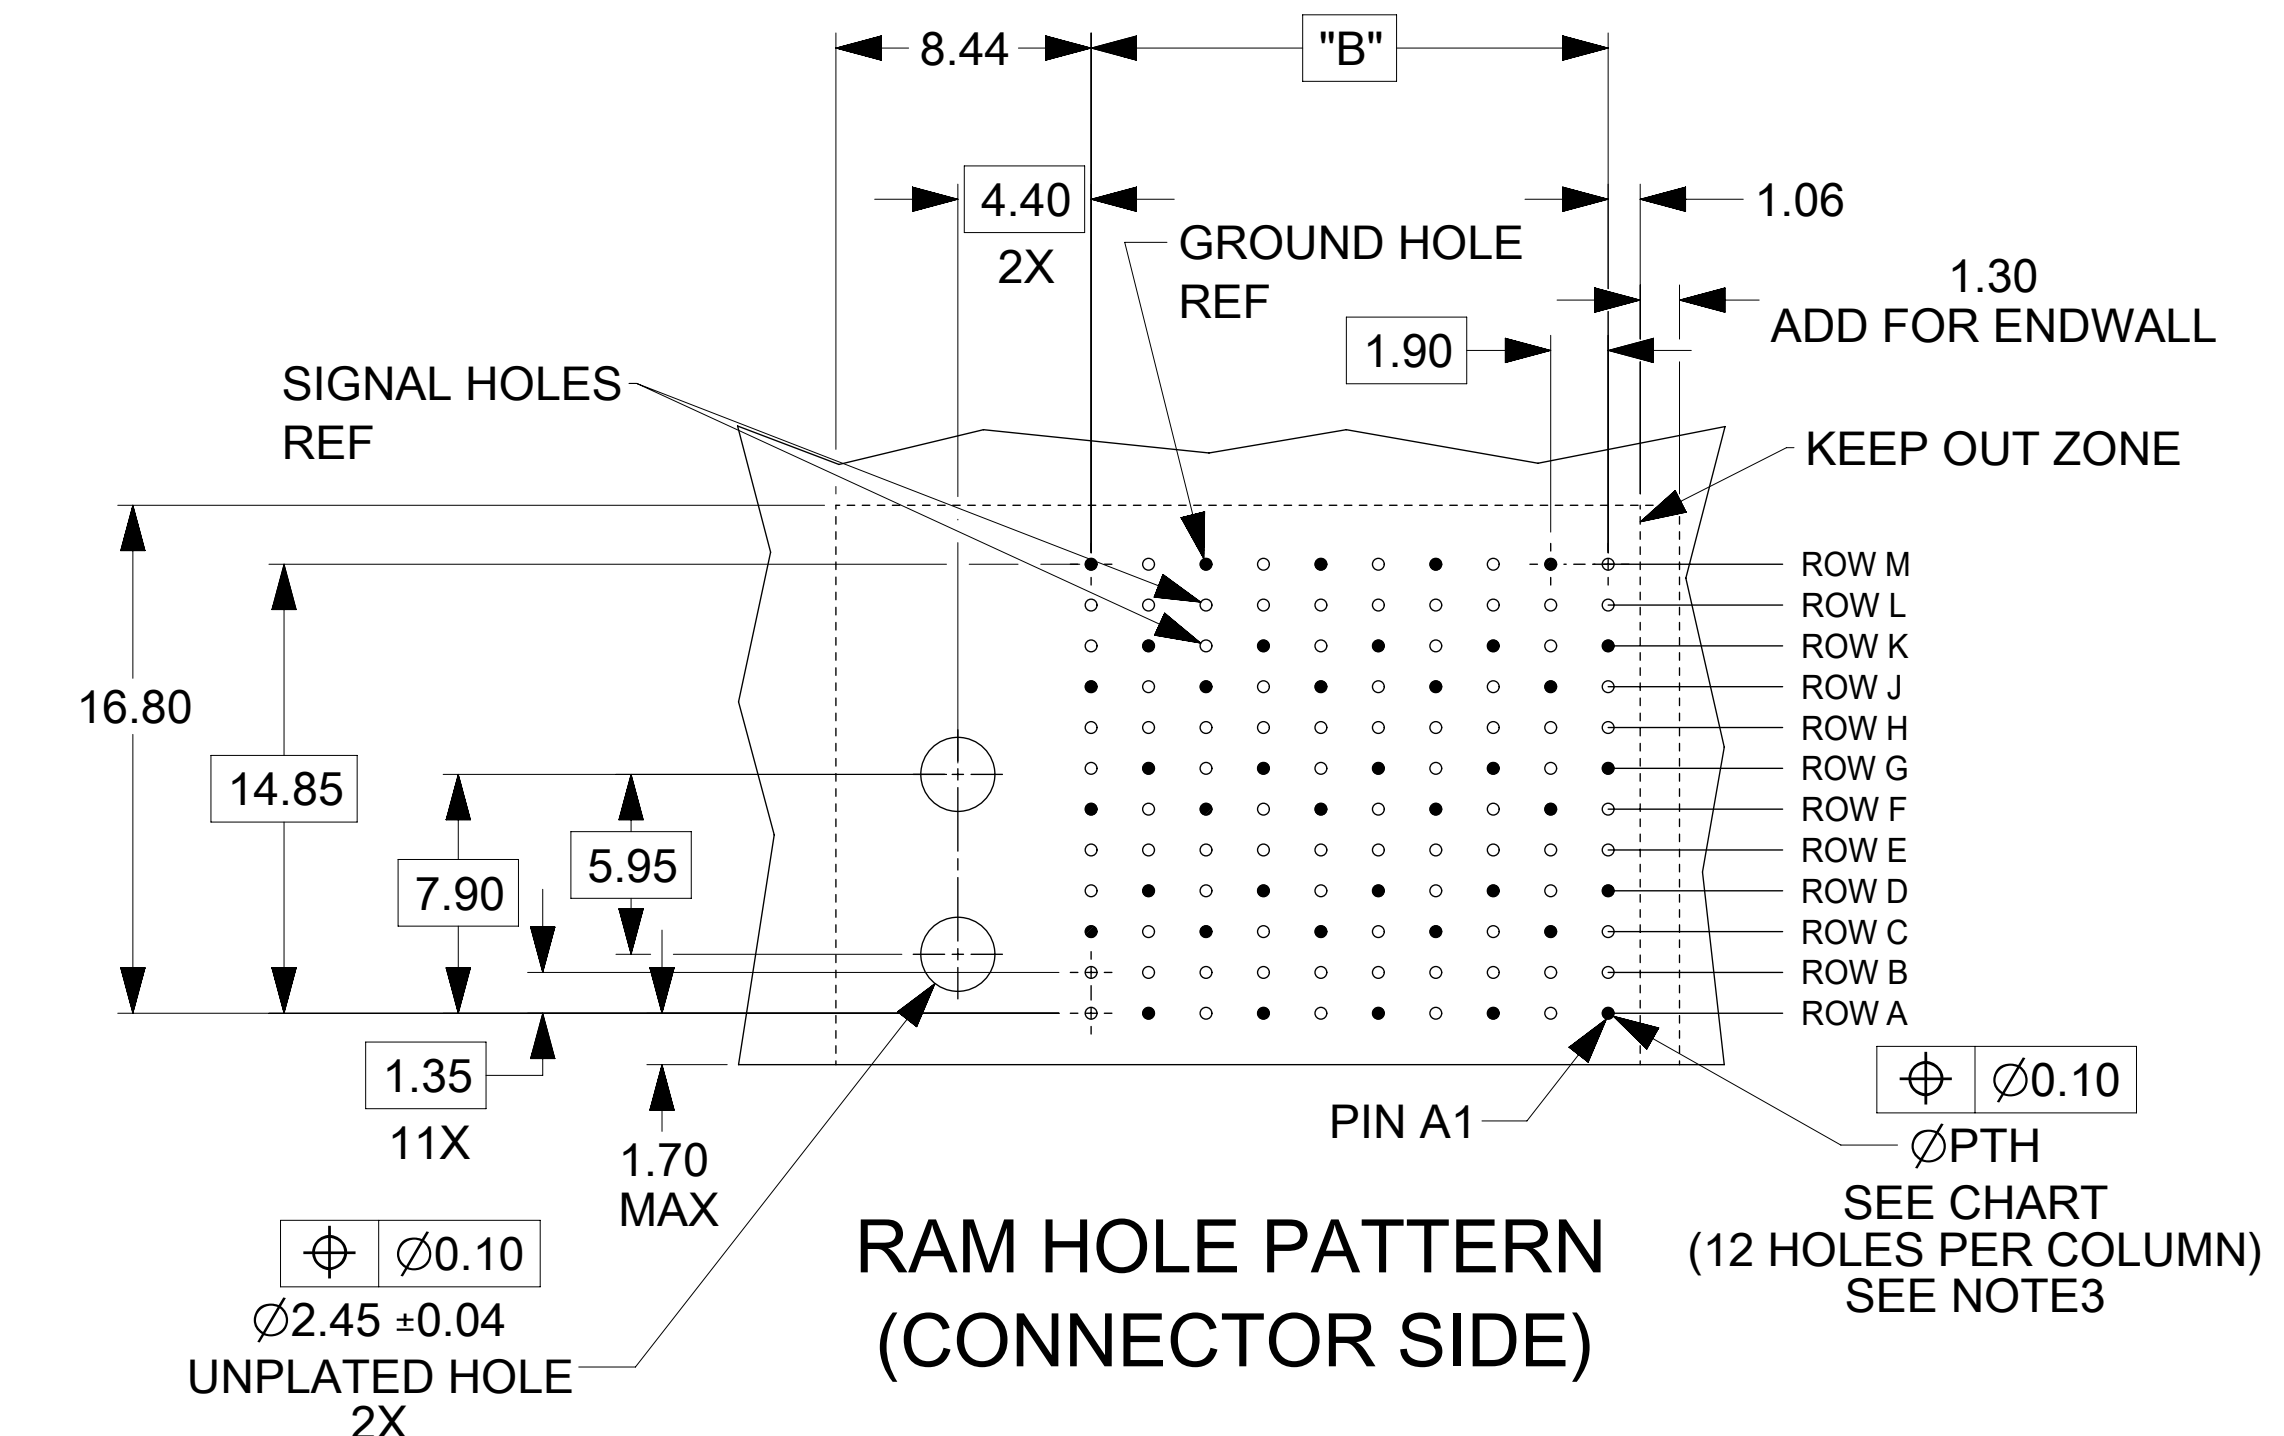 8.44
"B"
4.40
2X
1.06
GROUND HOLE
REF
1.30
ADD FOR ENDWALL
1.90
SIGNAL HOLES
REF
KEEP OUT ZONE
ROW M
ROW L
ROW K
ROW J
ROW H
ROW G
ROW F
ROW E
ROW D
ROW C
ROW B
ROW A
16.80
14.85
7.90
5.95
1.35
11X
1.70
MAX
PIN A1
⌖ ∅0.10
∅PTH
SEE CHART
(12 HOLES PER COLUMN)
SEE NOTE3
⌖ ∅0.10
∅2.45 ±0.04
UNPLATED HOLE
2X
RAM HOLE PATTERN
(CONNECTOR SIDE)